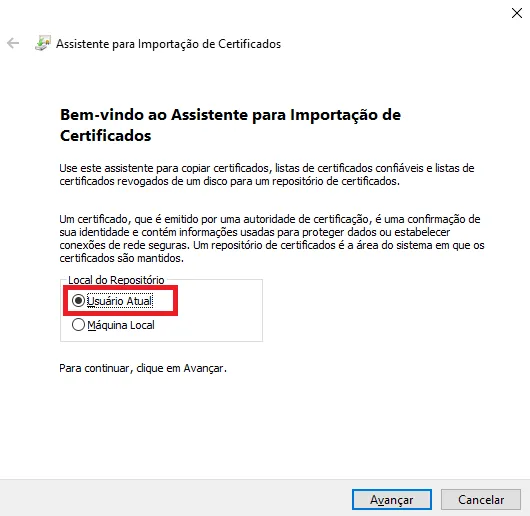 Assistente para Importação de Certificados
Bem-vindo ao Assistente para Importação de
Certificados
Use este assistente para copiar certificados, listas de certificados confiáveis e listas de
certificados revogados de um disco para um repositório de certificados.
Um certificado, que é emitido por uma autoridade de certificação, é uma confirmação de
sua identidade e contém informações usadas para proteger dados ou estabelecer
conexões de rede seguras. Um repositório de certificados é a área do sistema em que os
certificados são mantidos.
Local do Repositório
Usuário Atual
Máquina Local
Para continuar, clique em Avançar.
Avançar
Cancelar